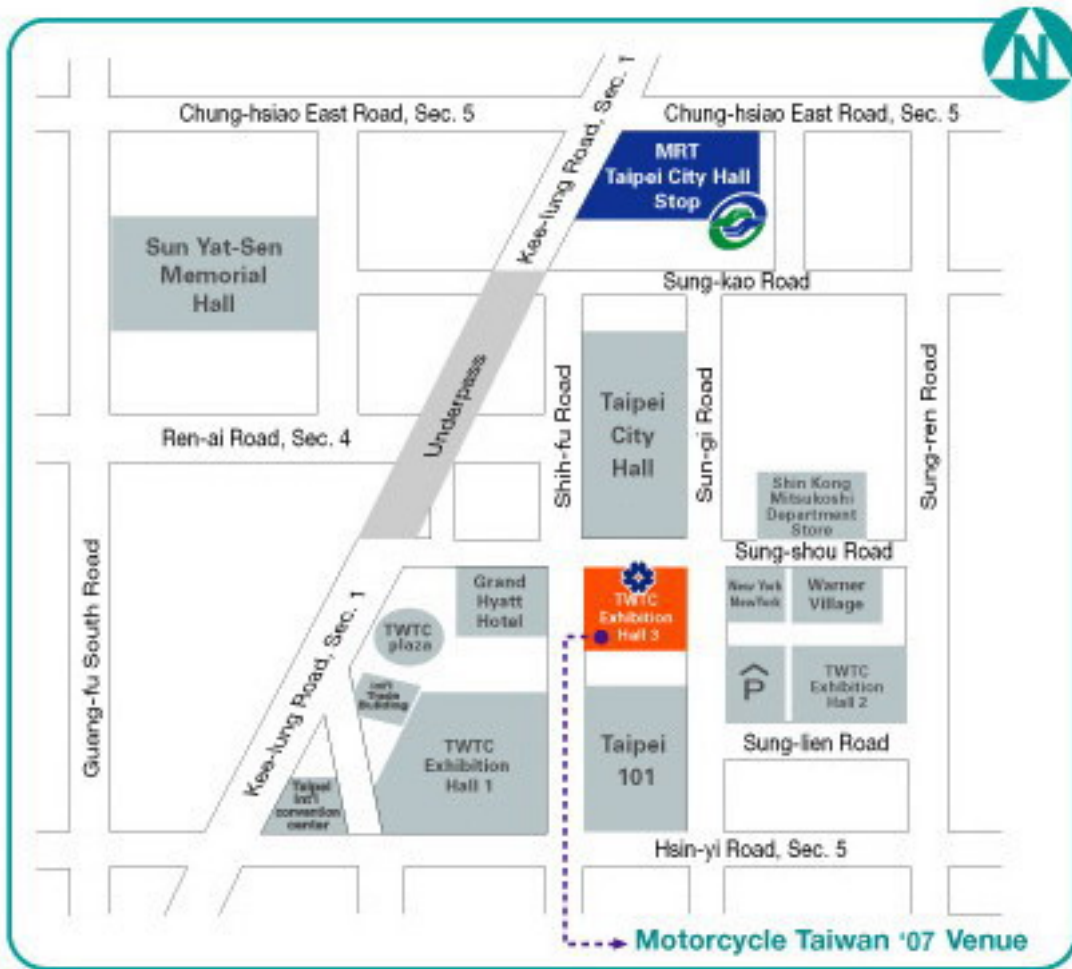 N
Chung-hsiao East Road, Sec. 5
Kee-lung Road, Sec. 1
Chung-hsiao East Road, Sec. 5
MRT
Taipei City Hall
Stop
Sun Yat-Sen
Memorial
Hall
Sung-kao Road
Underpass
Shih-fu Road
Taipei
City
Hall
Sun-gi Road
Sung-ren Road
Ren-ai Road, Sec. 4
Shin Kong
Mitsukoshi
Department
Store
Sung-shou Road
Guang-fu South Road
Kee-lung Road, Sec. 1
TWTC
plaza
Grand
Hyatt
Hotel
TWTC
Exhibition
Hall 3
New York
NewYork
Warner
Village
Int'l
Trade
Building
TWTC
Exhibition
Hall 1
Taipei
101
P
TWTC
Exhibition
Hall 2
Sung-lien Road
Taipei
Int'l
convention
center
Hsin-yi Road, Sec. 5
Motorcycle Taiwan '07 Venue